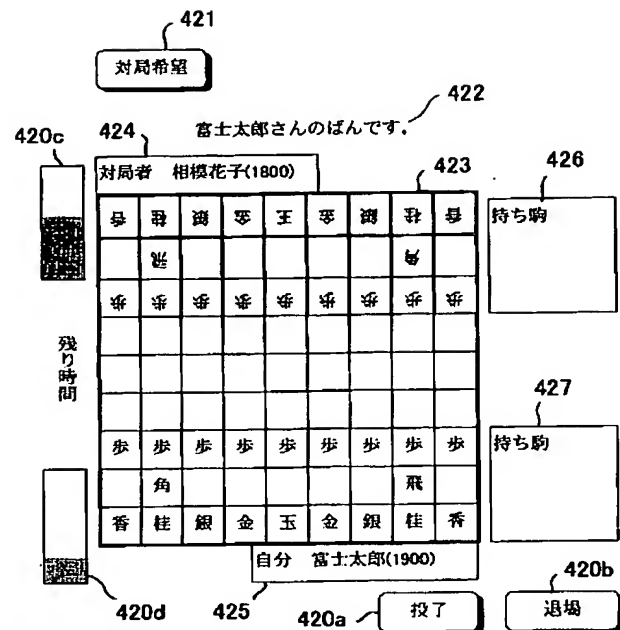 421
対局希望
422
富士太郎さんのばんです.
420c
424
対局者 相模花子(1800)
423
426
香 桂 銀 金 王 金 銀 桂 香
持ち駒
飛 角
歩 歩 歩 歩 歩 歩 歩 歩 歩
残り時間
427
歩 歩 歩 歩 歩 歩 歩 歩 歩
持ち駒
角 飛
香 桂 銀 金 玉 金 銀 桂 香
自分 富士太郎(1900)
420d
425
420a
投了
420b
退場